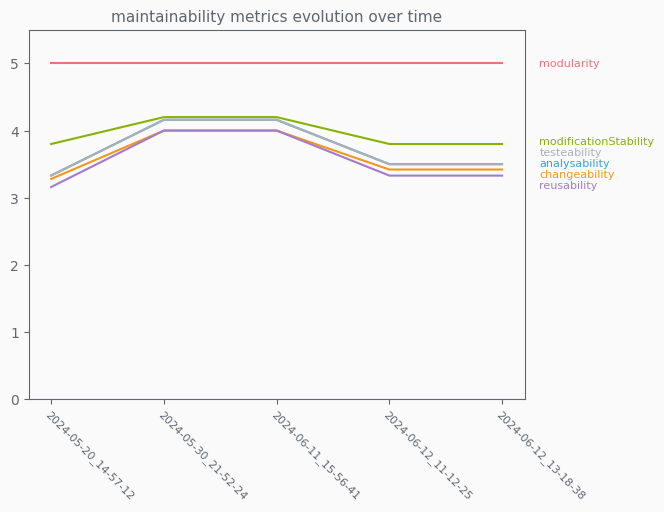 maintainability metrics evolution over time
5
4
3
2
1
0
modularity
modificationStability
testeability
analysability
changeability
reusability
2024-05-20_14-57-12
2024-05-30_21-52-24
2024-06-11_15-56-41
2024-06-12_11-12-25
2024-06-12_13-18-38